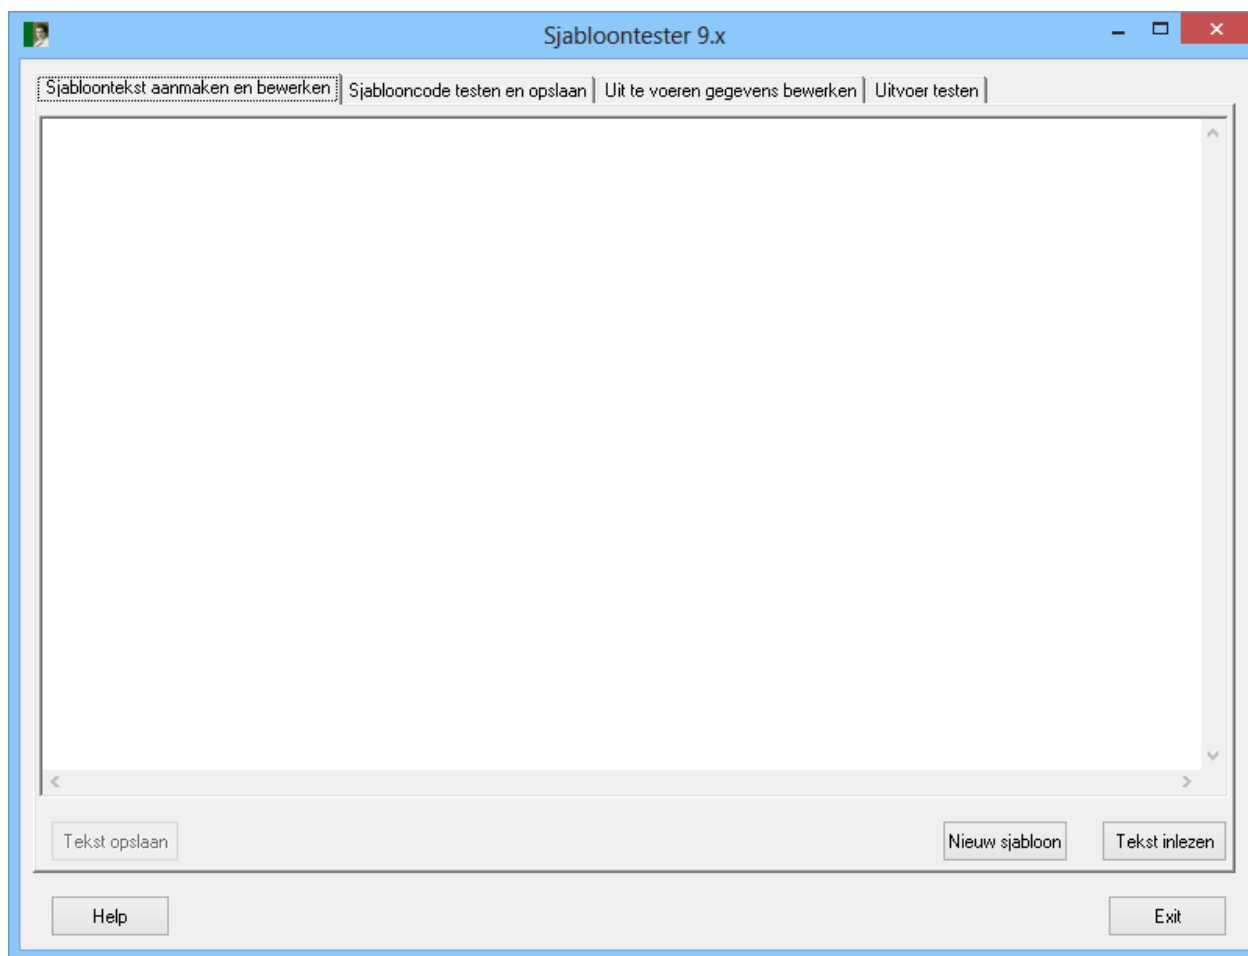 Sjabloontester 9.x
Sjabloontekst aanmaken en bewerken Sjablooncode testen en opslaan Uit te voeren gegevens bewerken Uitvoer testen
Tekst opslaan Nieuw sjabloon Tekst inlezen
Help Exit